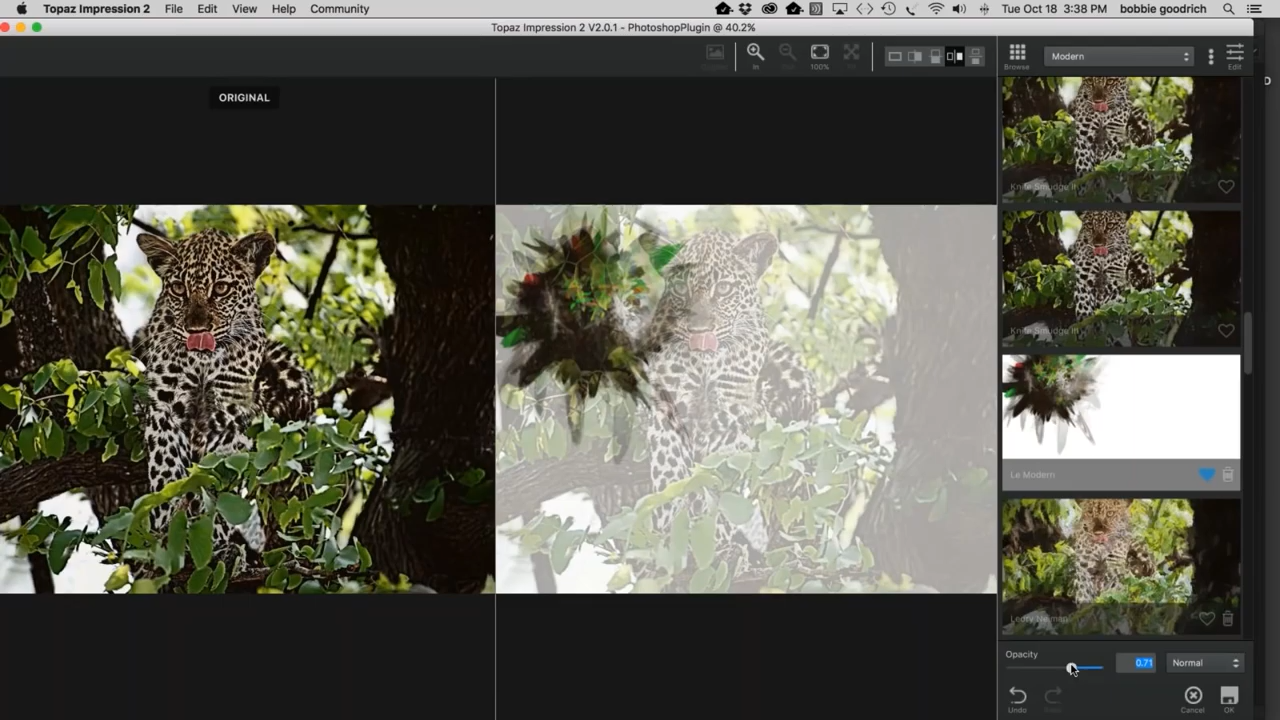 Topaz Impression 2 File Edit View Window Help Community Tue Oct 18 3:38 PM bobbie goodrich
Topaz Impression 2 V2.0.1 - PhotoshopPlugin @ 40.2%
In 100% Browse Modern Edit
ORIGINAL
Knife Smudge II
Knife Smudge III
Le Modern
Opacity
0.71 Normal
Undo Cancel OK